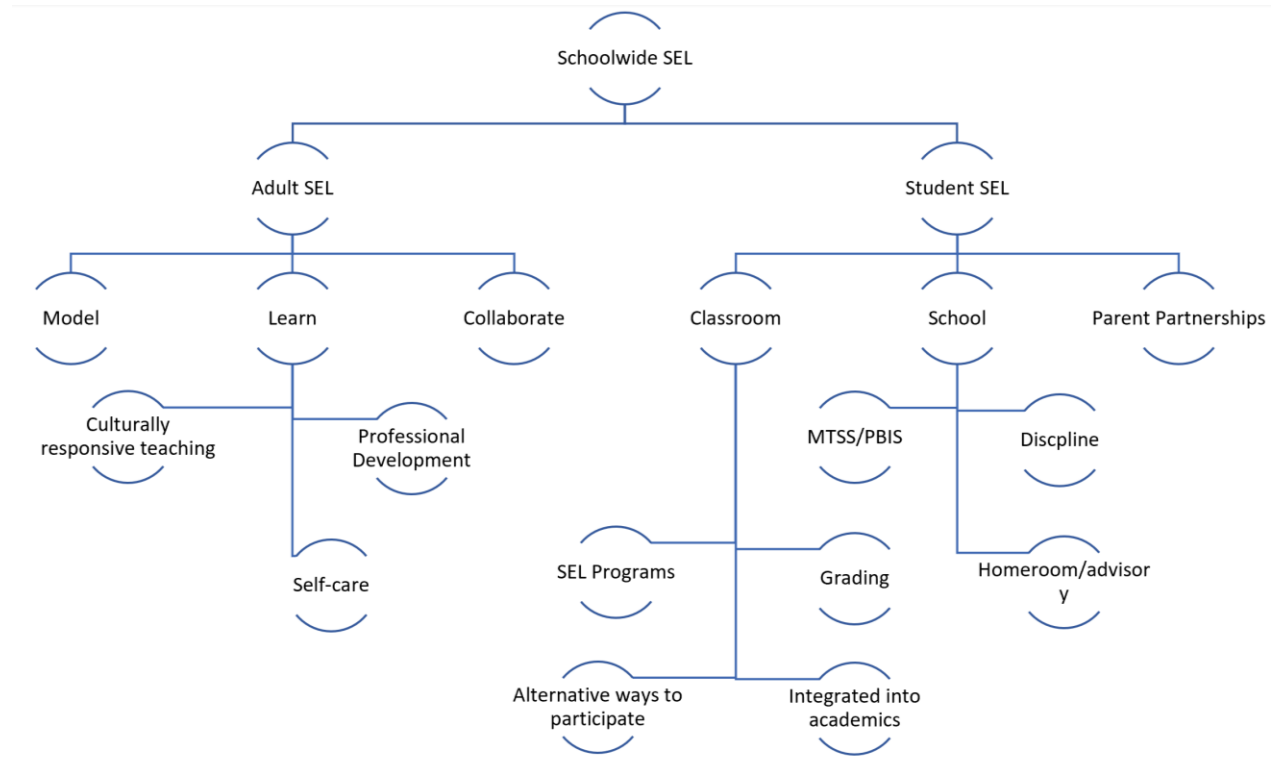 Schoolwide SEL
Adult SEL
Student SEL
Model
Learn
Collaborate
Classroom
School
Parent Partnerships
Culturally
responsive teaching
Professional
Development
MTSS/PBIS
Discpline
Self-care
SEL Programs
Grading
Homeroom/advisor
y
Alternative ways to
participate
Integrated into
academics